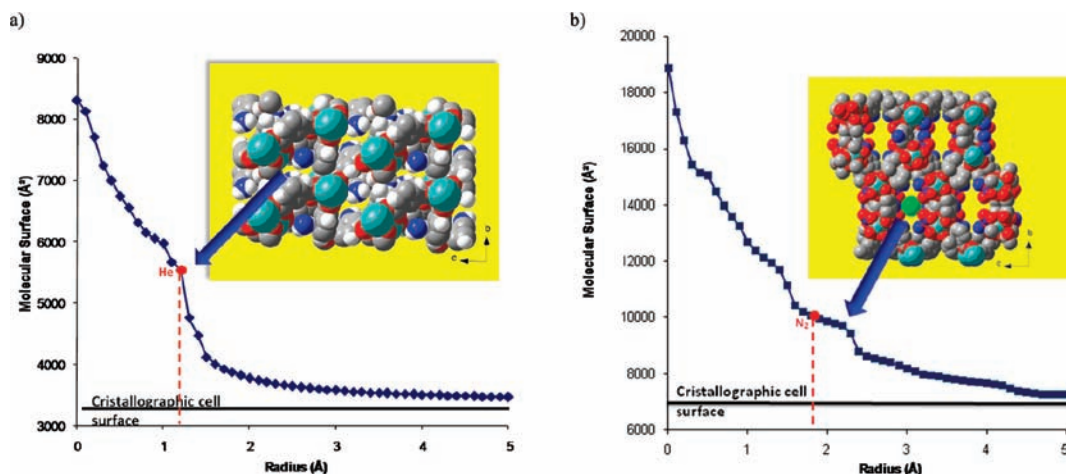 a)
Molecular Surface (Å²)
9000
8000
7000
6000
5000
4000
3000
He
Cristallographic cell
surface
0 1 2 3 4 5
Radius (Å)
b
c
b)
Molecular Surface (Å²)
20000
18000
16000
14000
12000
10000
8000
6000
N₂
Cristallographic cell
surface
0 1 2 3 4 5
Radius (Å)
b
c